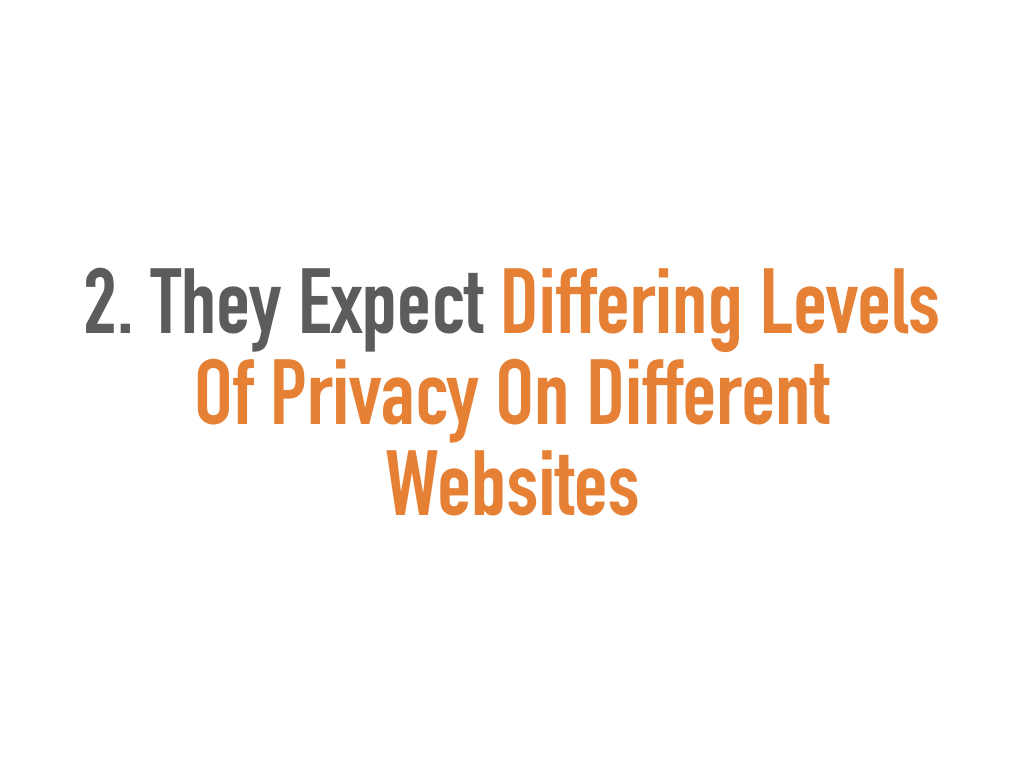 2. They Expect Differing Levels
Of Privacy On Different
Websites